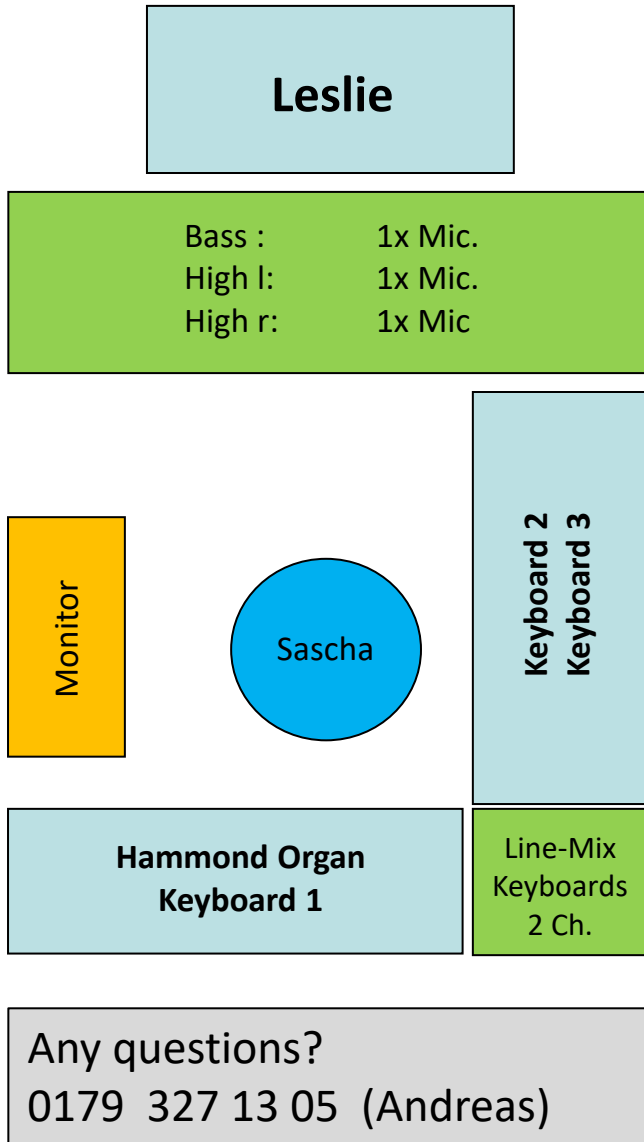 Leslie
Bass : 1x Mic.
High l: 1x Mic.
High r: 1x Mic
Keyboard 2
Keyboard 3
Monitor
Sascha
Hammond Organ
Keyboard 1
Line-Mix
Keyboards
2 Ch.
Any questions?
0179 327 13 05 (Andreas)